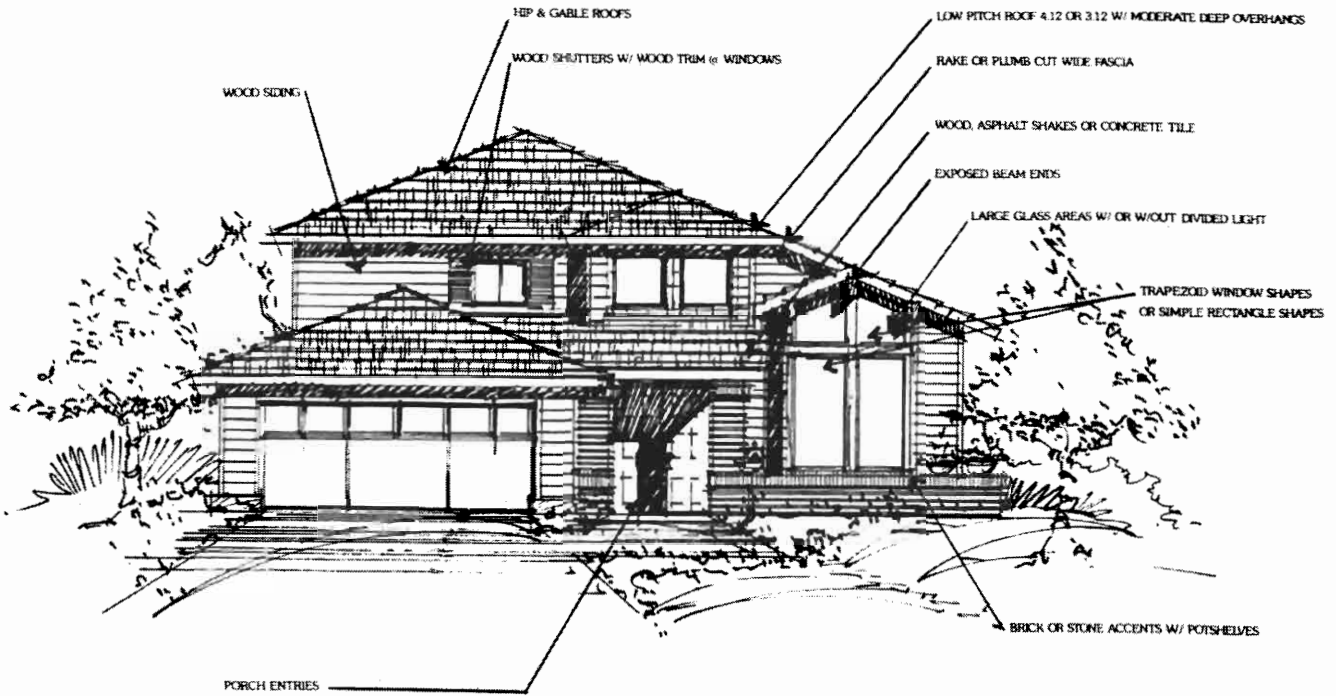 HIP & GABLE ROOFS
LOW PITCH ROOF 4:12 OR 3:12 W/ MODERATE DEEP OVERHANGS
WOOD SHUTTERS W/ WOOD TRIM @ WINDOWS
RAKE OR PLUMB CUT WIDE FASCIA
WOOD SIDING
WOOD, ASPHALT SHAKES OR CONCRETE TILE
EXPOSED BEAM ENDS
LARGE GLASS AREAS W/ OR W/OUT DIVIDED LIGHT
TRAPEZOID WINDOW SHAPES
OR SIMPLE RECTANGLE SHAPES
BRICK OR STONE ACCENTS W/ POTSHELVES
PORCH ENTRIES